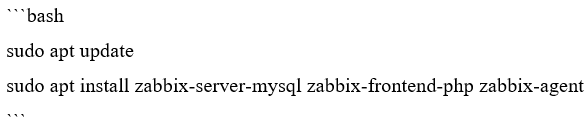 ```bash
sudo apt update
sudo apt install zabbix-server-mysql zabbix-frontend-php zabbix-agent
```